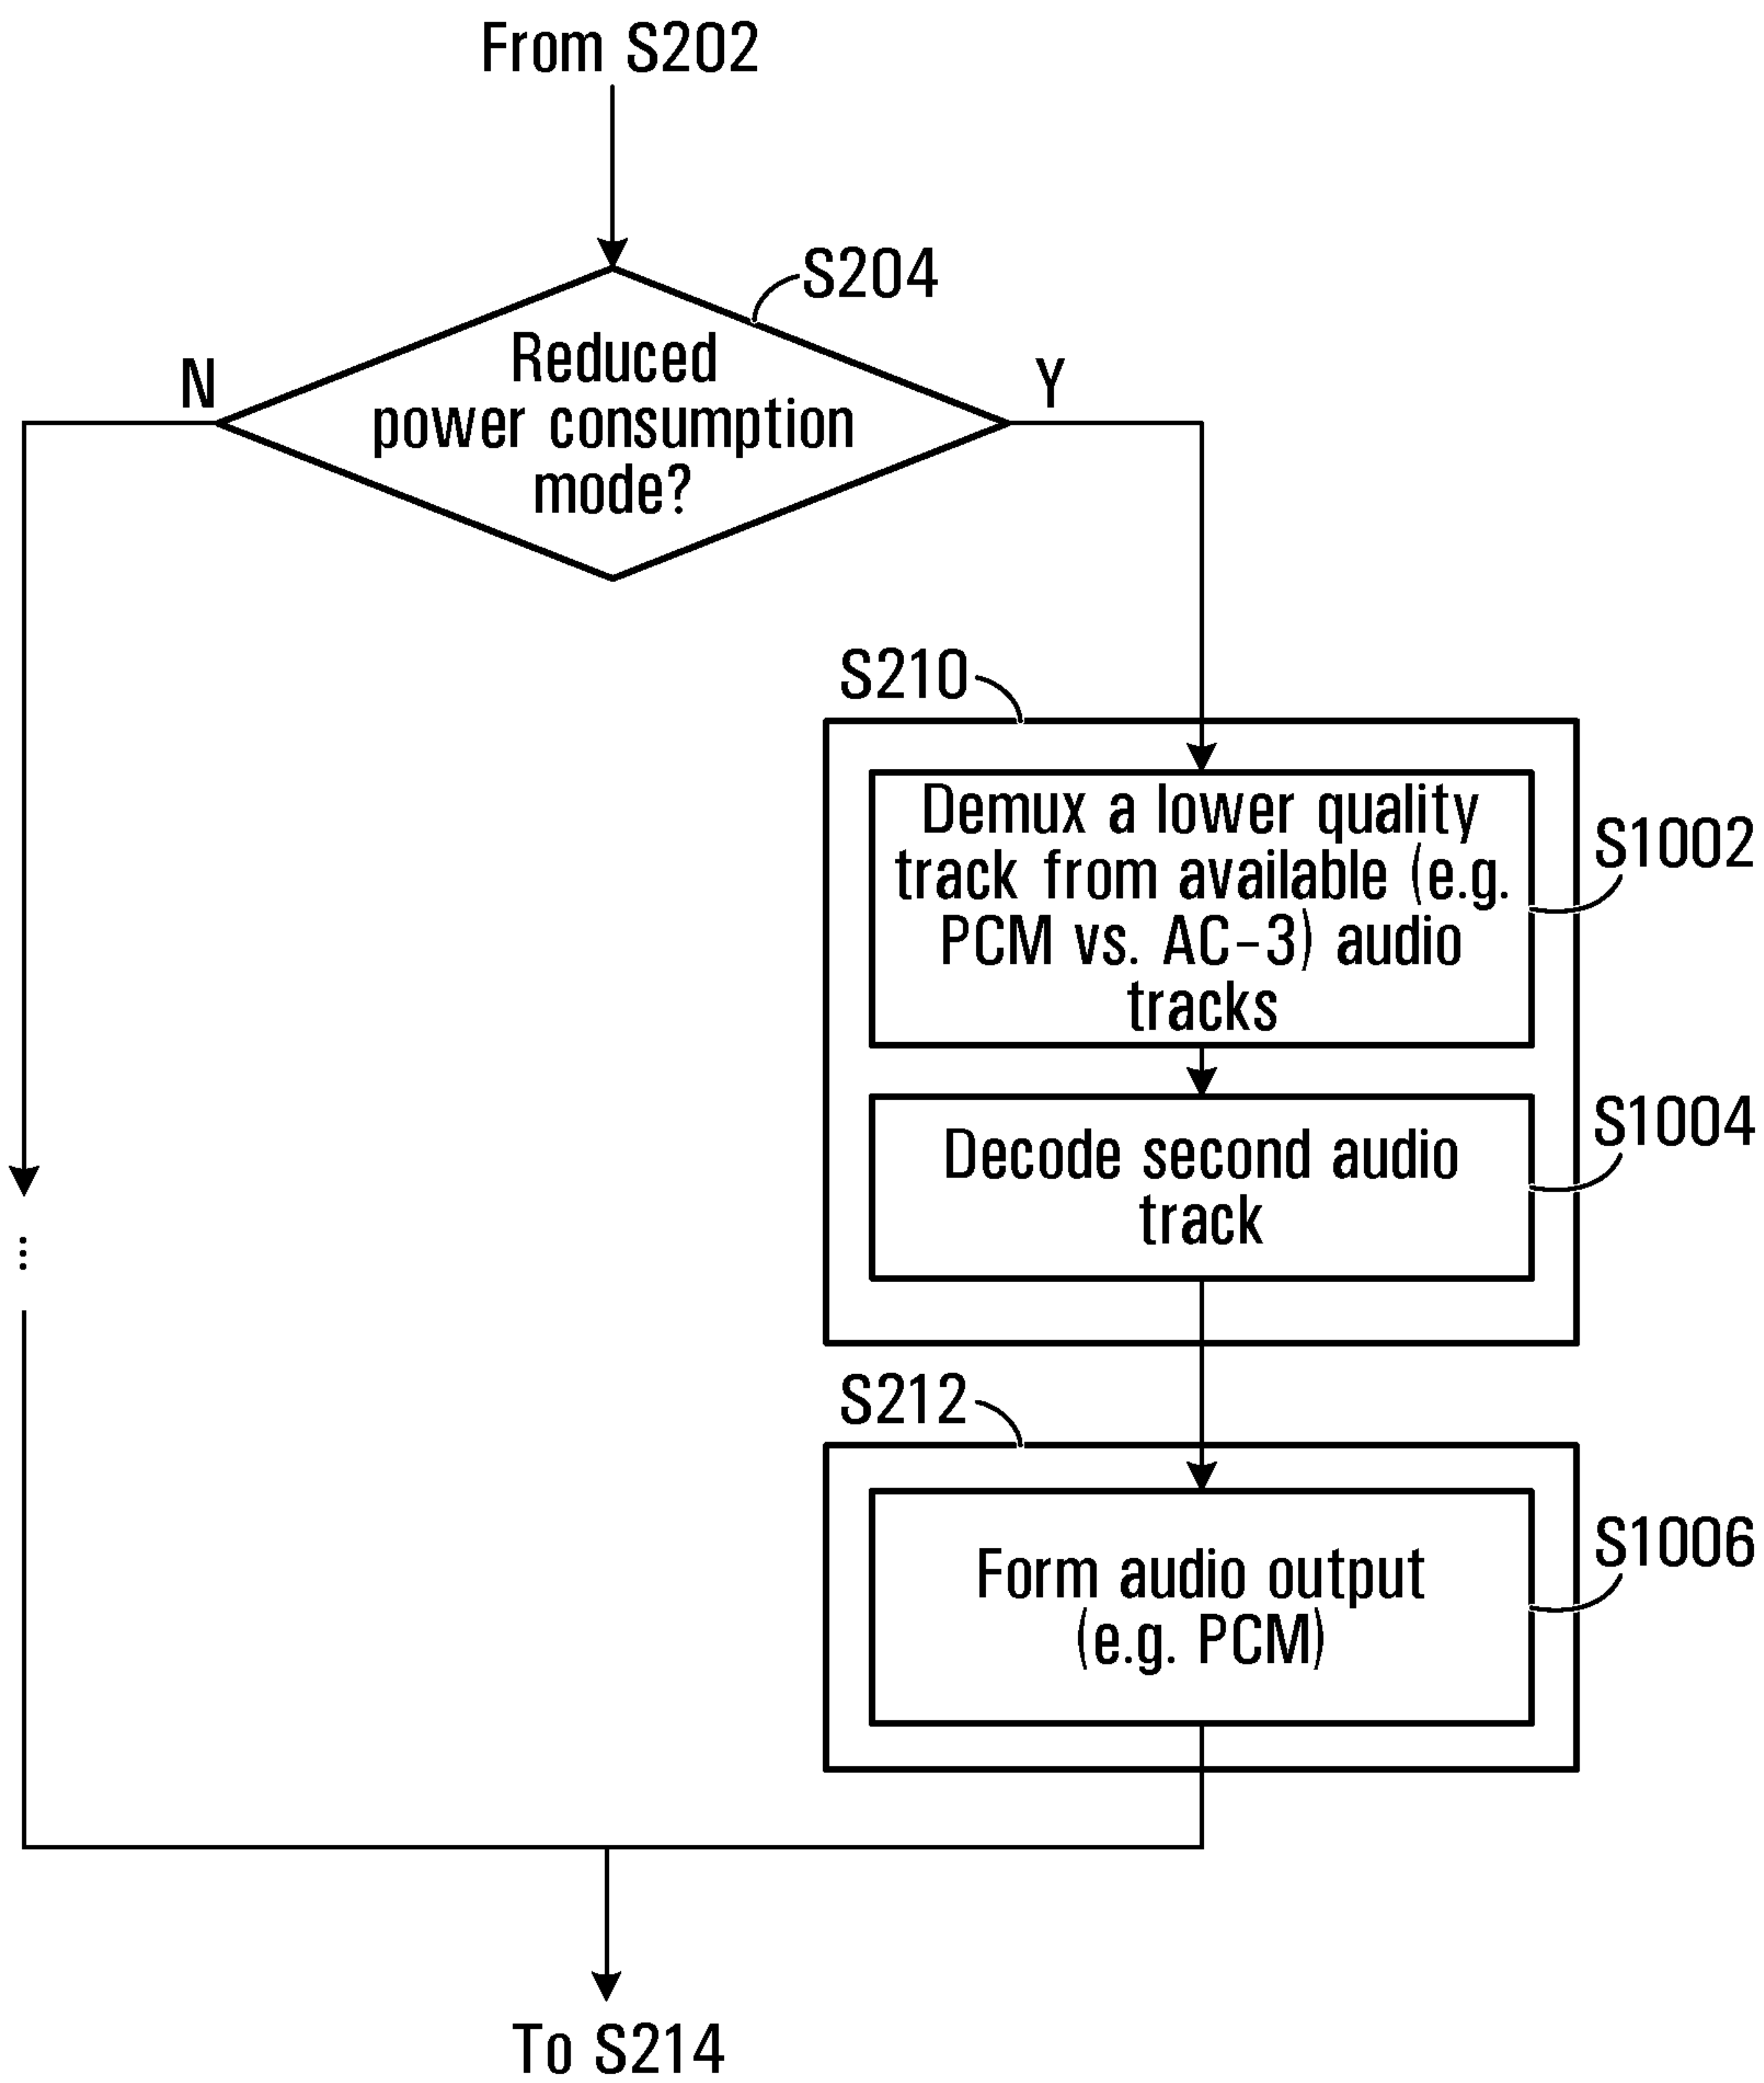 From S202
S204
Reduced
power consumption
mode?
N
Y
S210
Demux a lower quality
track from available (e.g.
PCM vs. AC-3) audio
tracks
S1002
Decode second audio
track
S1004
S212
Form audio output
(e.g. PCM)
S1006
⋮
To S214